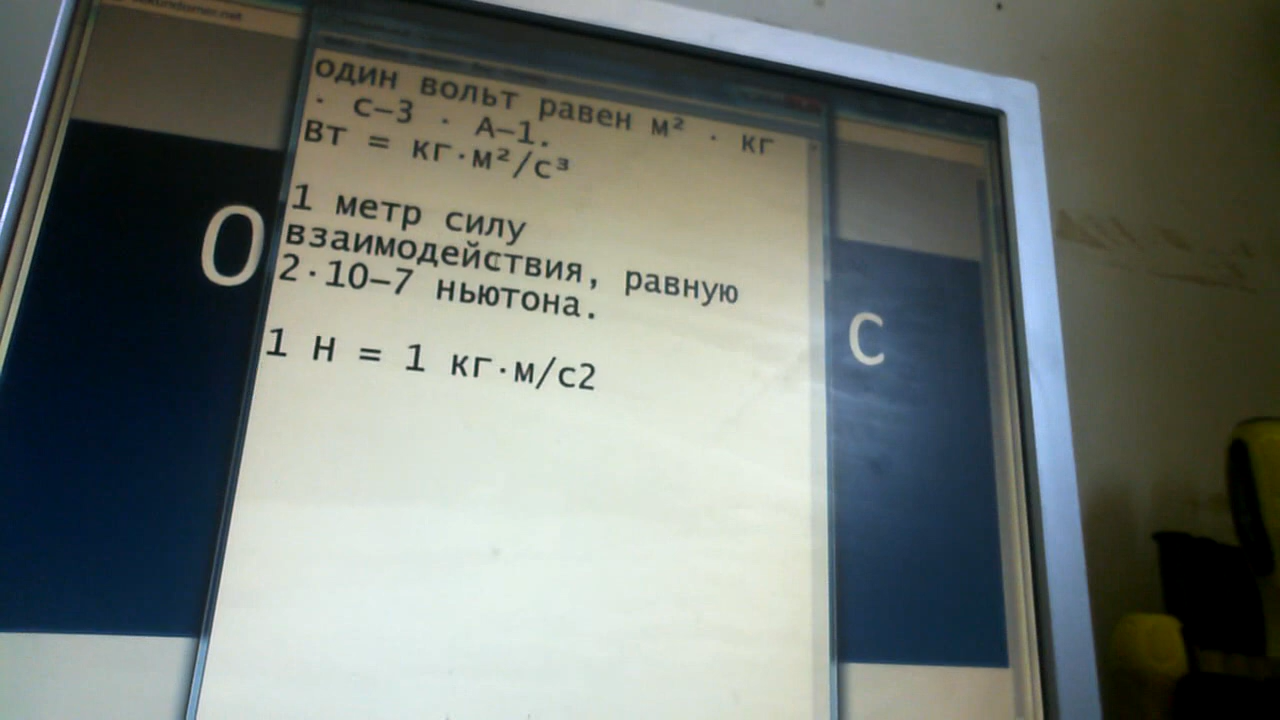 один вольт равен м² · кг
· с–3 · А–1.
Вт = кг·м²/с³
1 метр силу
взаимодействия, равную
2·10–7 ньютона.
1 Н = 1 кг·м/с2
0
с